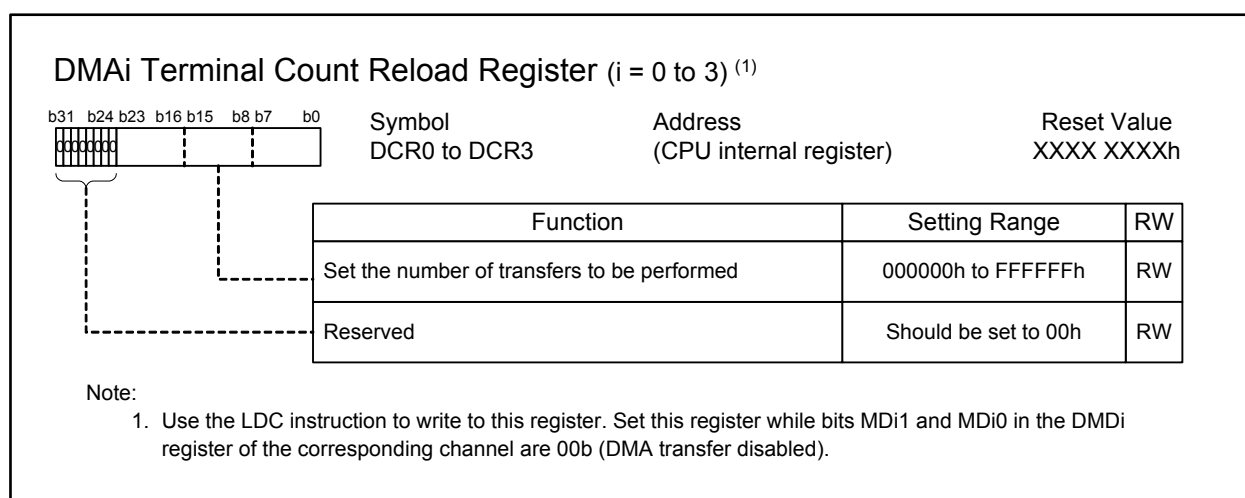 DMAi Terminal Count Reload Register (i = 0 to 3) (1)
b31 b24 b23 b16 b15 b8 b7 b0
0 0 0 0 0 0 0 0
Symbol Address Reset Value
DCR0 to DCR3 (CPU internal register) XXXX XXXXh
Function Setting Range RW
Set the number of transfers to be performed 000000h to FFFFFFh RW
Reserved Should be set to 00h RW
Note:
1. Use the LDC instruction to write to this register. Set this register while bits MDi1 and MDi0 in the DMDi
register of the corresponding channel are 00b (DMA transfer disabled).